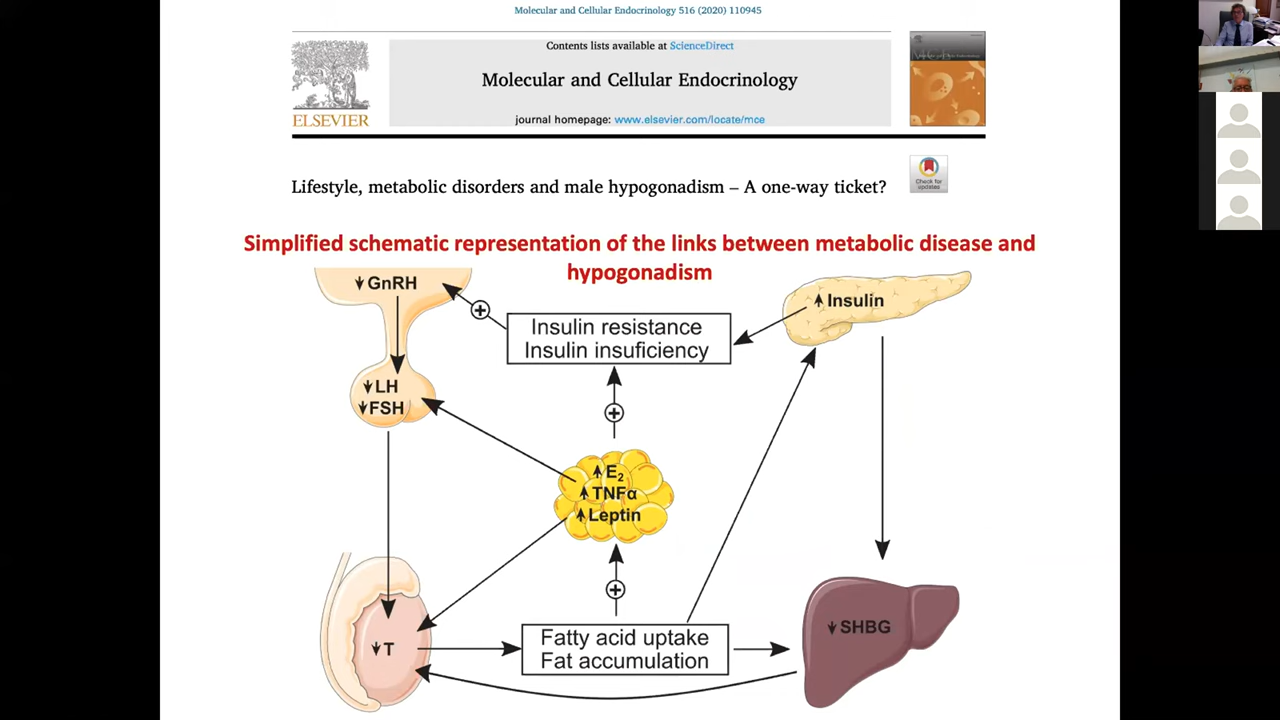 Molecular and Cellular Endocrinology 516 (2020) 110945
Contents lists available at ScienceDirect
Molecular and Cellular Endocrinology
journal homepage: www.elsevier.com/locate/mce
ELSEVIER
Check for
updates
Lifestyle, metabolic disorders and male hypogonadism – A one-way ticket?
Simplified schematic representation of the links between metabolic disease and
hypogonadism
GnRH
Insulin
Insulin resistance
Insulin insuficiency
LH
FSH
E₂
TNFα
Leptin
T
Fatty acid uptake
Fat accumulation
SHBG